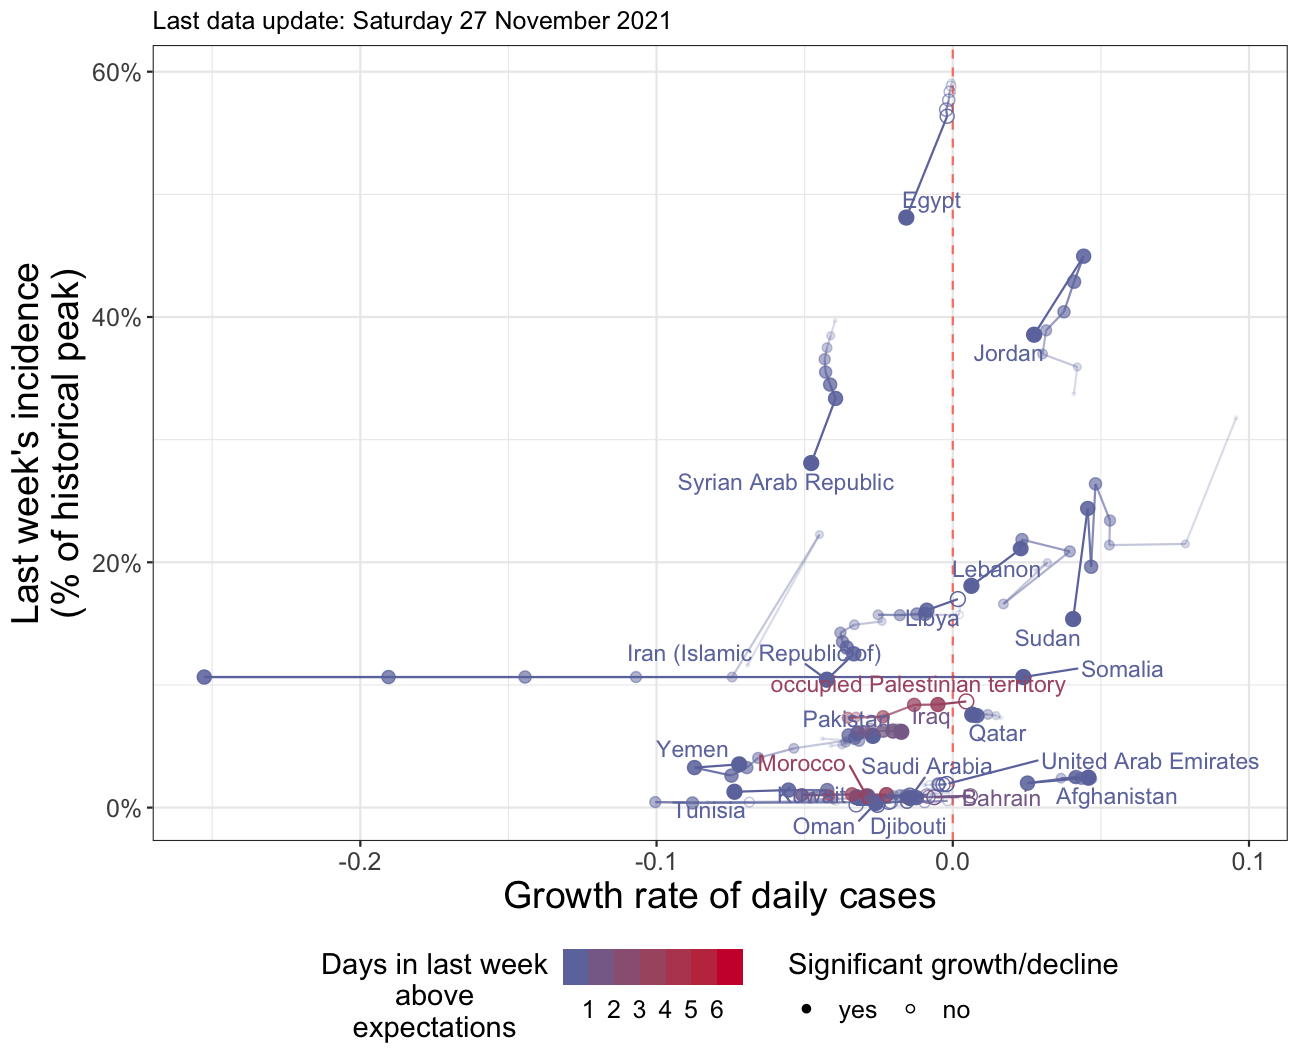 Last data update: Saturday 27 November 2021
Last week's incidence
(% of historical peak)
60%
40%
20%
0%
Egypt
Jordan
Syrian Arab Republic
Lebanon
Libya
Sudan
Iran (Islamic Republic of)
Somalia
occupied Palestinian territory
Pakistan
Iraq
Qatar
Yemen
Morocco
Saudi Arabia
United Arab Emirates
Kuwait
Bahrain
Afghanistan
Tunisia
Oman
Djibouti
-0.2
-0.1
0.0
0.1
Growth rate of daily cases
Days in last week
above
expectations
1 2 3 4 5 6
Significant growth/decline
yes
no